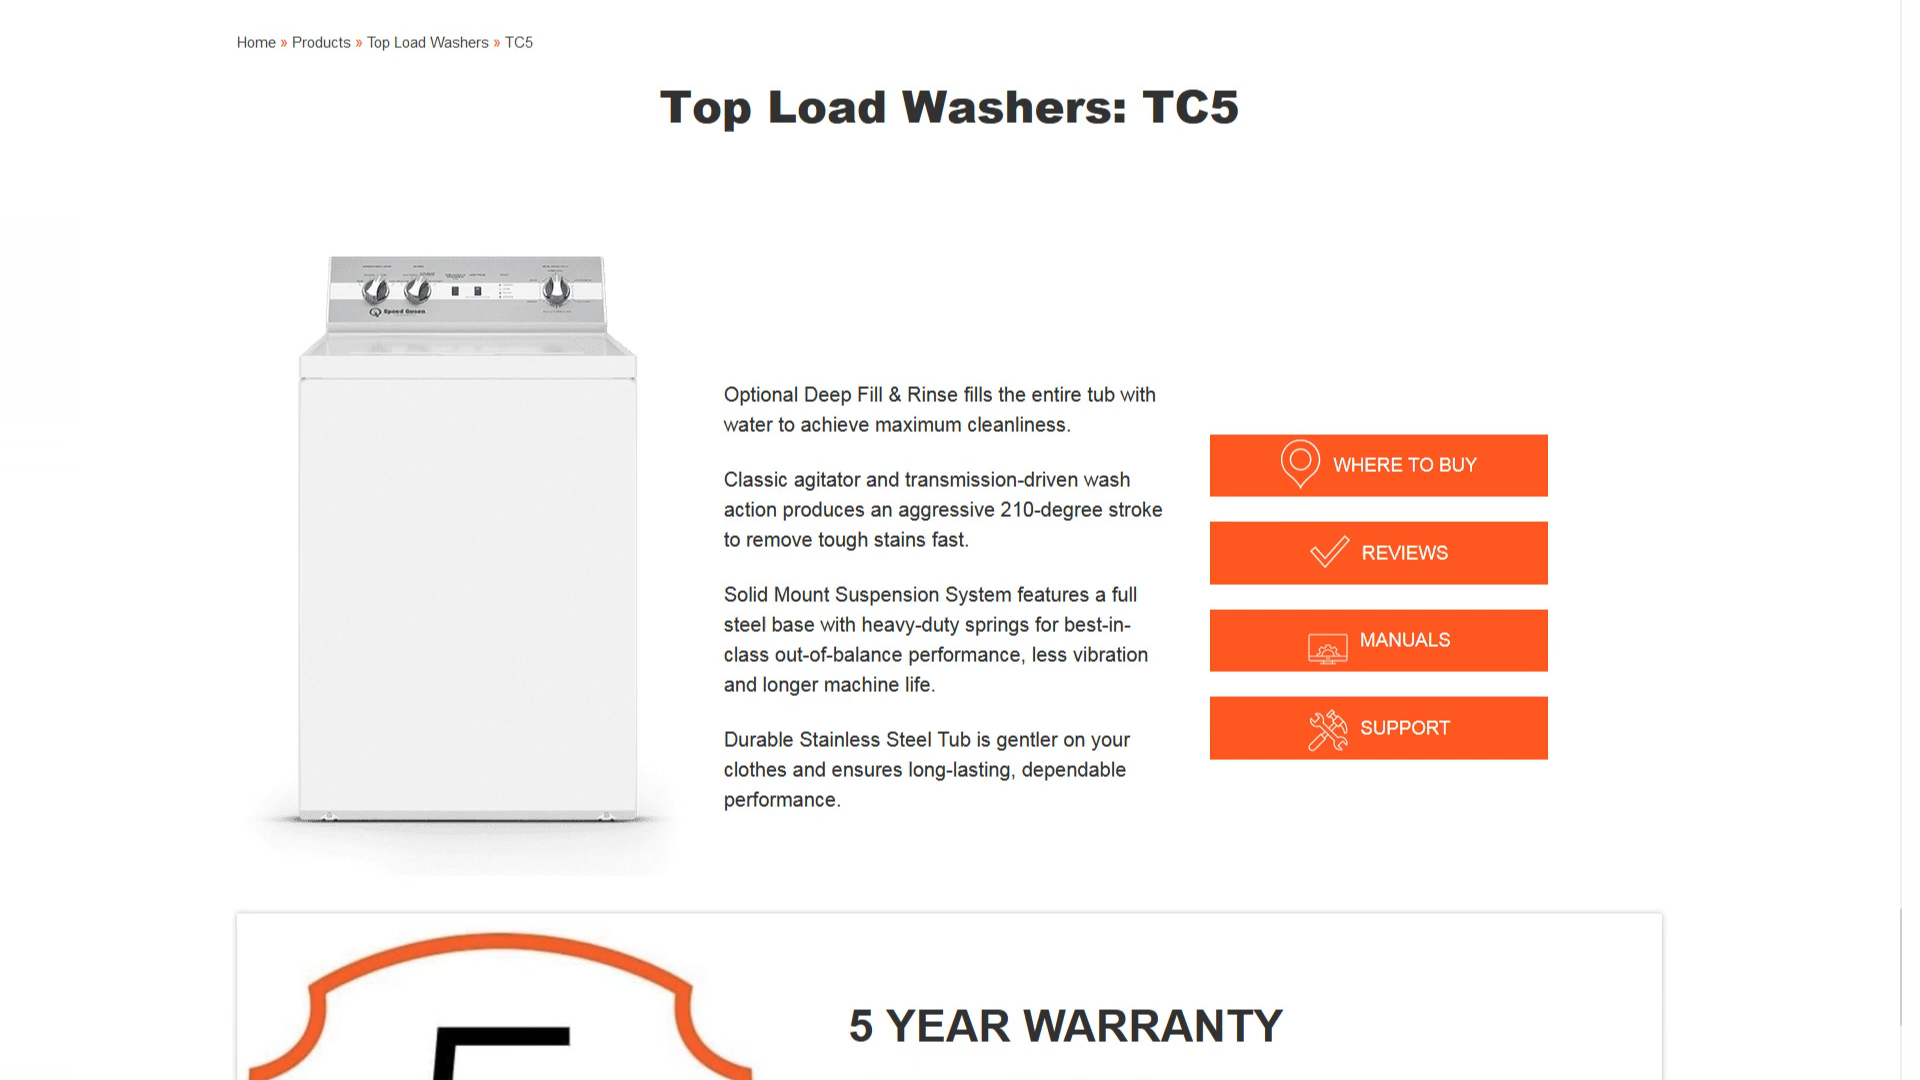 Home » Products » Top Load Washers » TC5
Top Load Washers: TC5
Speed Queen
Optional Deep Fill & Rinse fills the entire tub with
water to achieve maximum cleanliness.
Classic agitator and transmission-driven wash
action produces an aggressive 210-degree stroke
to remove tough stains fast.
Solid Mount Suspension System features a full
steel base with heavy-duty springs for best-in-
class out-of-balance performance, less vibration
and longer machine life.
Durable Stainless Steel Tub is gentler on your
clothes and ensures long-lasting, dependable
performance.
WHERE TO BUY
REVIEWS
MANUALS
SUPPORT
5 YEAR WARRANTY